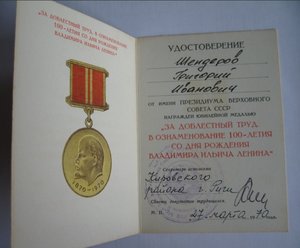 "ЗА ДОБЛЕСТНЫЙ ТРУД.
В ОЗНАМЕНОВАНИЕ
100-ЛЕТИЯ СО ДНЯ РОЖДЕНИЯ
ВЛАДИМИРА ИЛЬИЧА ЛЕНИНА"
1870-1970
УДОСТОВЕРЕНИЕ
Шендеров
Григорий
Иванович
ОТ ИМЕНИ ПРЕЗИДИУМА ВЕРХОВНОГО
СОВЕТА СССР
НАГРАЖДЕН ЮБИЛЕЙНОЙ МЕДАЛЬЮ
"ЗА ДОБЛЕСТНЫЙ ТРУД.
В ОЗНАМЕНОВАНИЕ 100-ЛЕТИЯ
СО ДНЯ РОЖДЕНИЯ
ВЛАДИМИРА ИЛЬИЧА ЛЕНИНА"
Кировского
района г. Риги
27 марта 1970